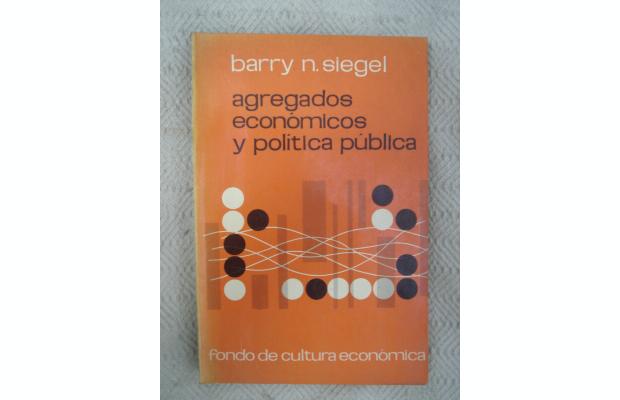 barry n. siegel
agregados
económicos
y política pública
fondo de cultura económica